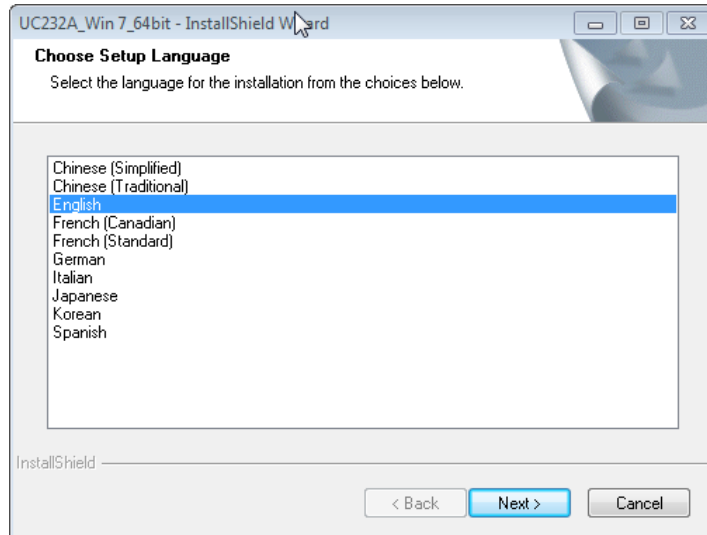 UC232A_Win 7_64bit - InstallShield Wizard
Choose Setup Language
Select the language for the installation from the choices below.
Chinese (Simplified)
Chinese (Traditional)
English
French (Canadian)
French (Standard)
German
Italian
Japanese
Korean
Spanish
InstallShield
< Back
Next >
Cancel